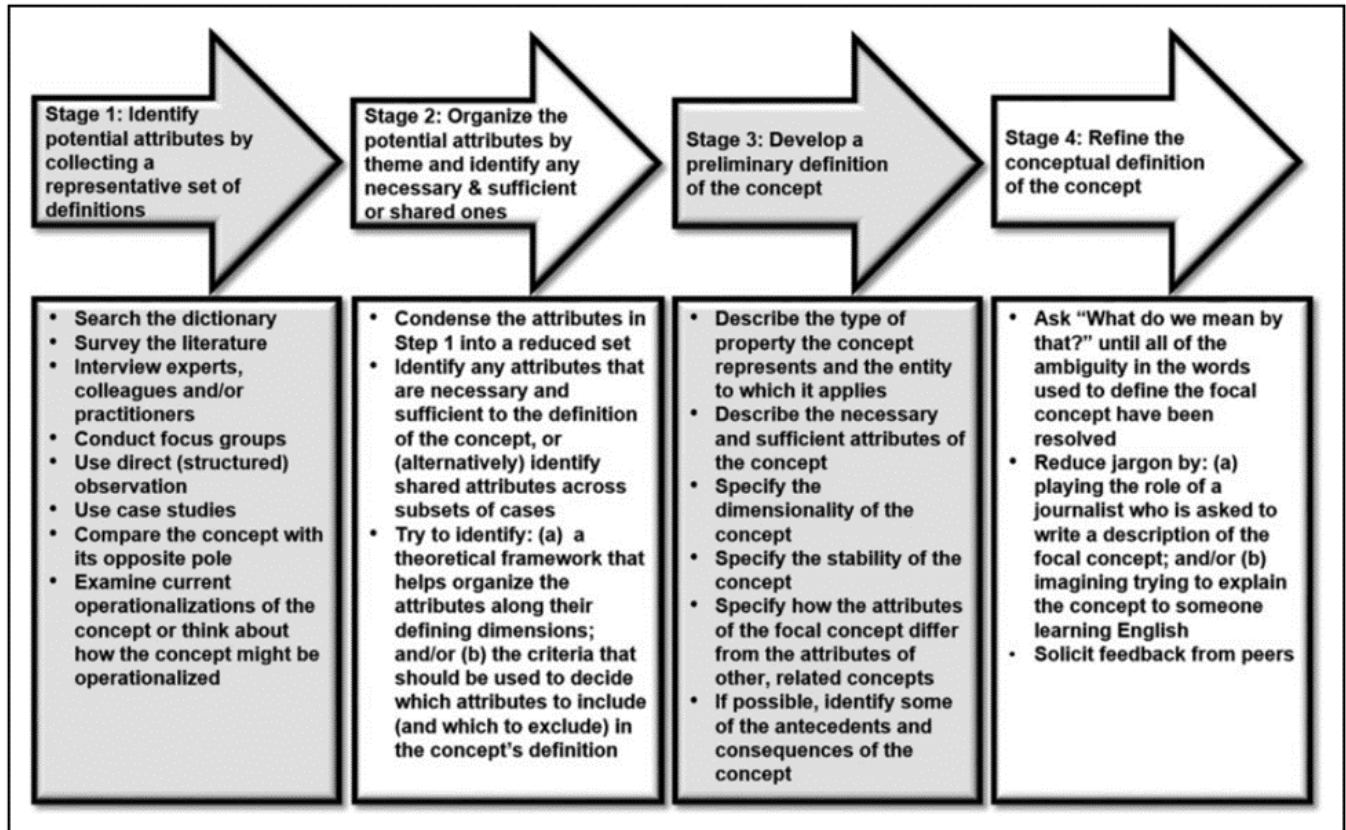 Stage 1: Identify
potential attributes by
collecting a
representative set of
definitions
Stage 2: Organize the
potential attributes by
theme and identify any
necessary & sufficient
or shared ones
Stage 3: Develop a
preliminary definition
of the concept
Stage 4: Refine the
conceptual definition
of the concept
• Search the dictionary
• Survey the literature
• Interview experts,
colleagues and/or
practitioners
• Conduct focus groups
• Use direct (structured)
observation
• Use case studies
• Compare the concept with
its opposite pole
• Examine current
operationalizations of the
concept or think about
how the concept might be
operationalized
• Condense the attributes in
Step 1 into a reduced set
• Identify any attributes that
are necessary and
sufficient to the definition
of the concept, or
(alternatively) identify
shared attributes across
subsets of cases
• Try to identify: (a) a
theoretical framework that
helps organize the
attributes along their
defining dimensions;
and/or (b) the criteria that
should be used to decide
which attributes to include
(and which to exclude) in
the concept's definition
• Describe the type of
property the concept
represents and the entity
to which it applies
• Describe the necessary
and sufficient attributes of
the concept
• Specify the
dimensionality of the
concept
• Specify the stability of the
concept
• Specify how the attributes
of the focal concept differ
from the attributes of
other, related concepts
• If possible, identify some
of the antecedents and
consequences of the
concept
• Ask "What do we mean by
that?" until all of the
ambiguity in the words
used to define the focal
concept have been
resolved
• Reduce jargon by: (a)
playing the role of a
journalist who is asked to
write a description of the
focal concept; and/or (b)
imagining trying to explain
the concept to someone
learning English
• Solicit feedback from peers